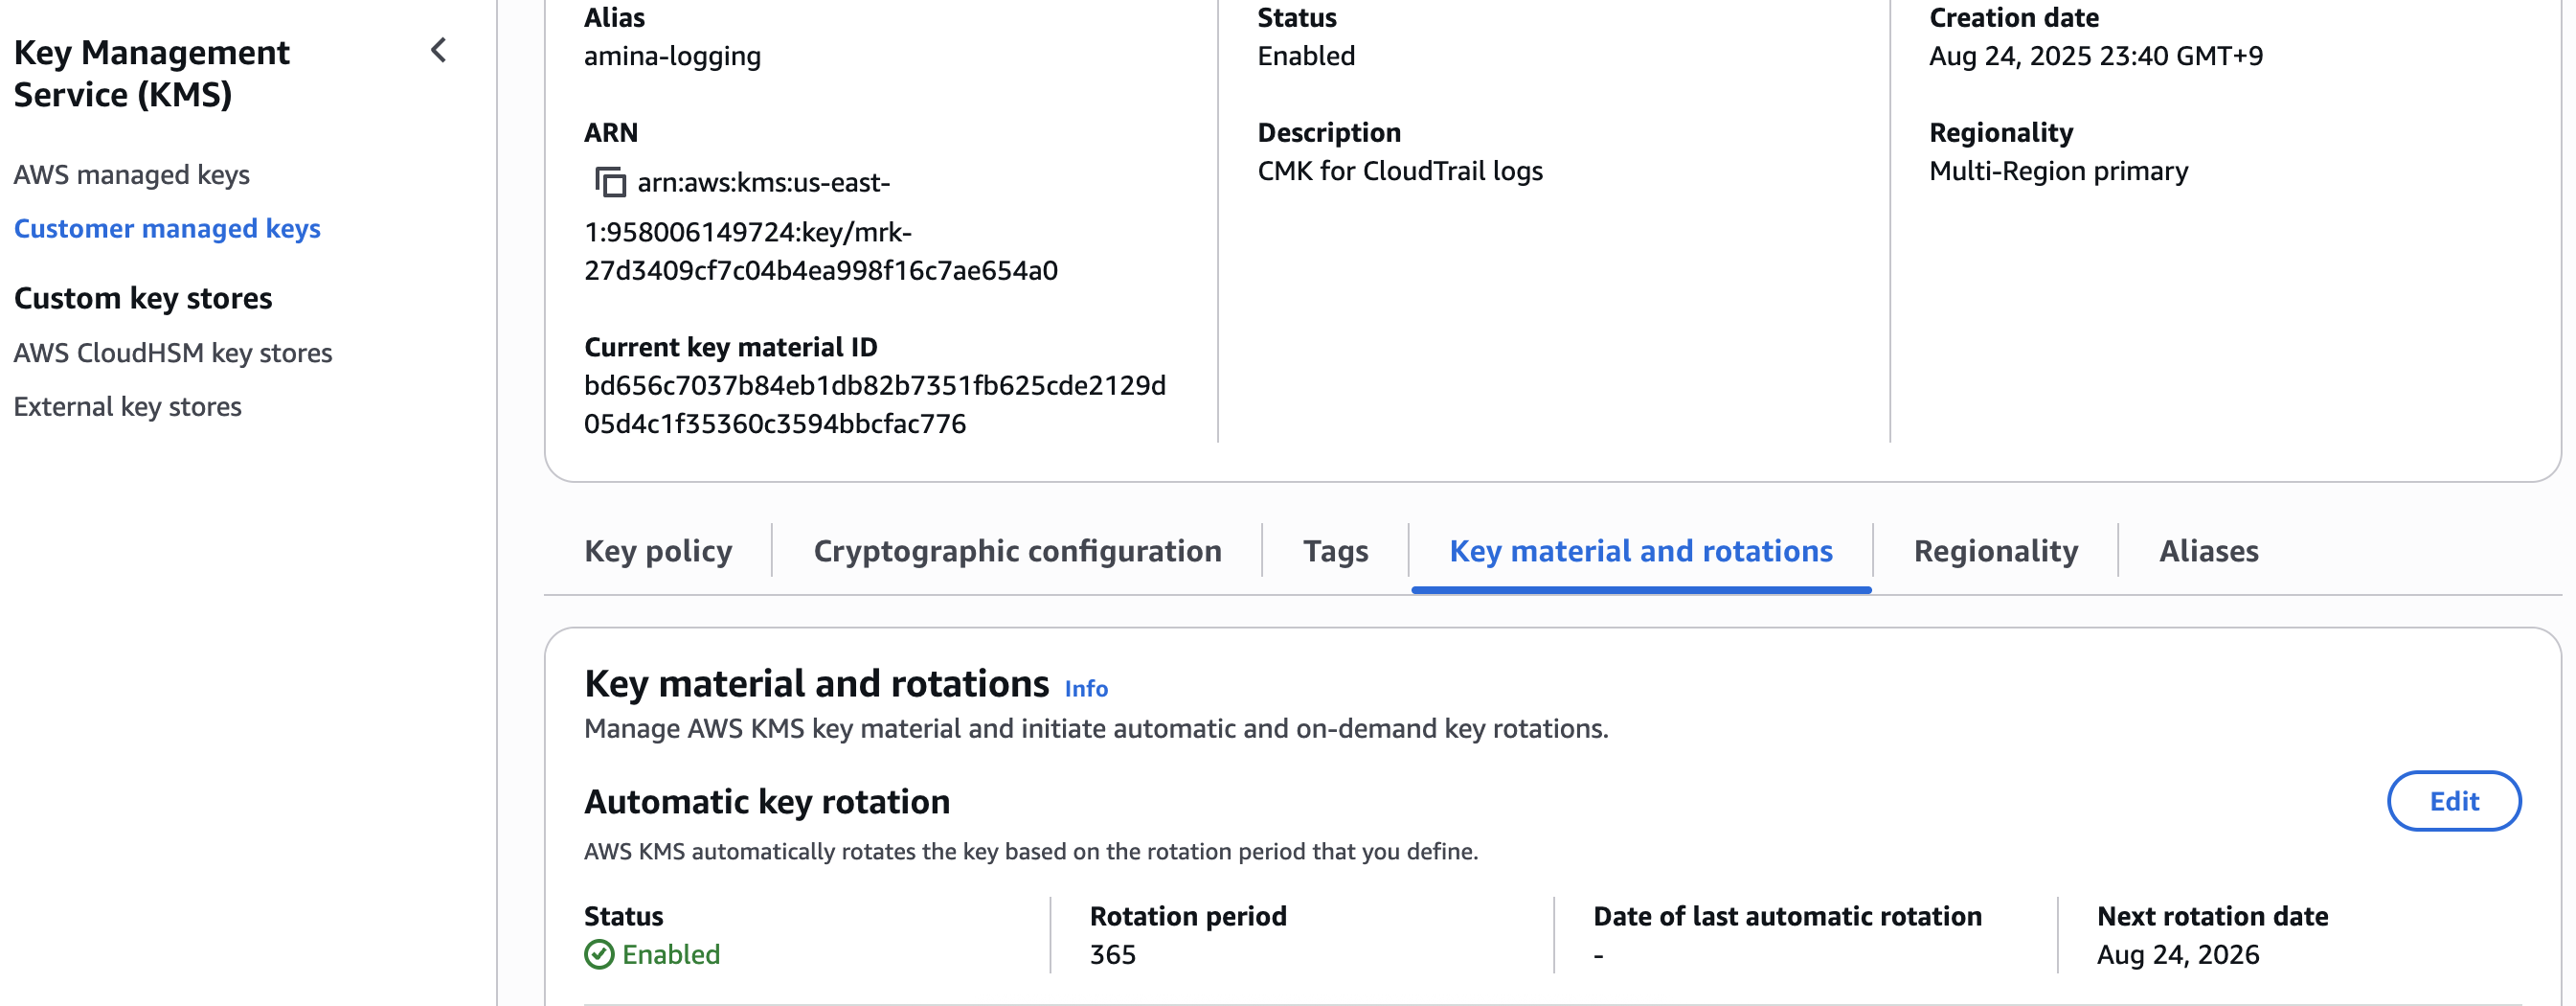 Key Management
Service (KMS)
AWS managed keys
Customer managed keys
Custom key stores
AWS CloudHSM key stores
External key stores
Alias
amina-logging
ARN
arn:aws:kms:us-east-
1:958006149724:key/mrk-
27d3409cf7c04b4ea998f16c7ae654a0
Current key material ID
bd656c7037b84eb1db82b7351fb625cde2129d
05d4c1f35360c3594bbcfac776
Status
Enabled
Description
CMK for CloudTrail logs
Creation date
Aug 24, 2025 23:40 GMT+9
Regionality
Multi-Region primary
Key policy
Cryptographic configuration
Tags
Key material and rotations
Regionality
Aliases
Key material and rotations Info
Manage AWS KMS key material and initiate automatic and on-demand key rotations.
Automatic key rotation
Edit
AWS KMS automatically rotates the key based on the rotation period that you define.
Status
Enabled
Rotation period
365
Date of last automatic rotation
-
Next rotation date
Aug 24, 2026